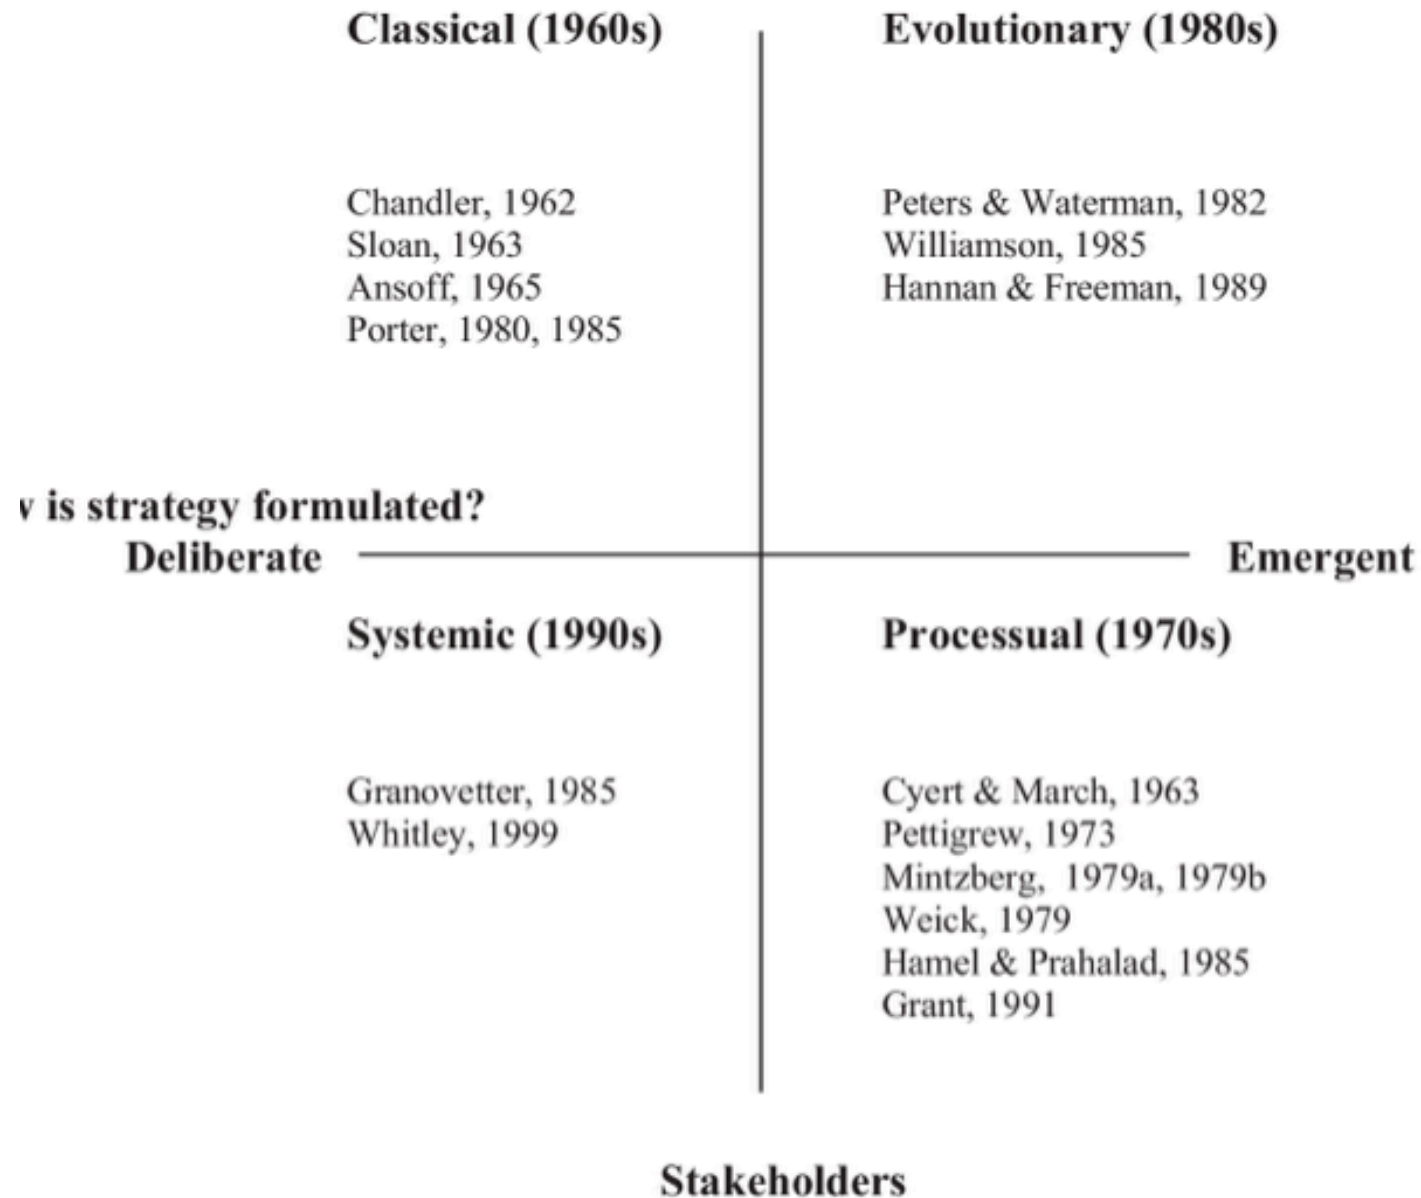 Classical (1960s)
Evolutionary (1980s)
Chandler, 1962
Sloan, 1963
Ansoff, 1965
Porter, 1980, 1985
Peters & Waterman, 1982
Williamson, 1985
Hannan & Freeman, 1989
is strategy formulated?
Deliberate
Emergent
Systemic (1990s)
Processual (1970s)
Granovetter, 1985
Whitley, 1999
Cyert & March, 1963
Pettigrew, 1973
Mintzberg, 1979a, 1979b
Weick, 1979
Hamel & Prahalad, 1985
Grant, 1991
Stakeholders